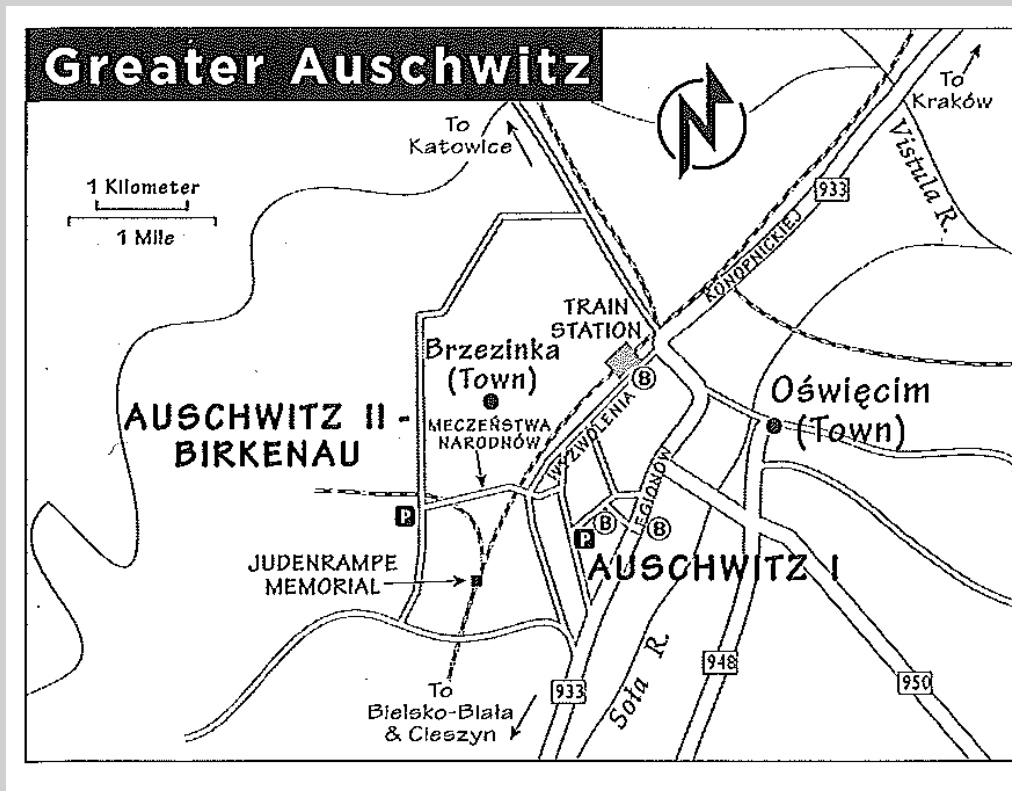 Greater Auschwitz
To
Katowice
N
To
Kraków
1 Kilometer
1 Mile
933
Vistula R.
KONOPNICKIEJ
TRAIN
STATION
B
Brzezinka
(Town)
Oświęcim
(Town)
AUSCHWITZ II -
BIRKENAU
MECZEŃSTWA
NARODNÓW
WYZWOLENIA
LEGIONÓW
P
B
B
P
AUSCHWITZ I
JUDENRAMPE
MEMORIAL
To
Bielsko-Biała
& Cieszyn
933
Soła R.
948
950